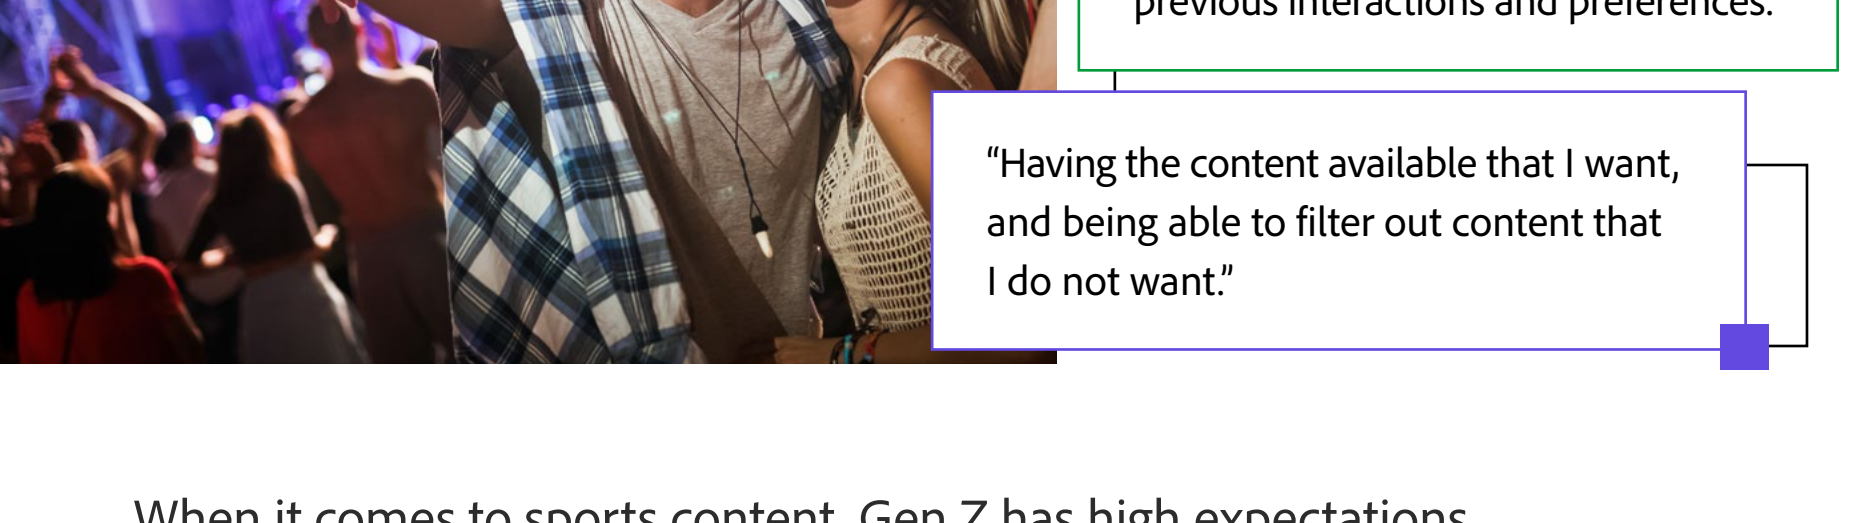 previous interactions and preferences.
“Having the content available that I want,
and being able to filter out content that
I do not want.”
When it comes to sports content, Gen Z has high expectations